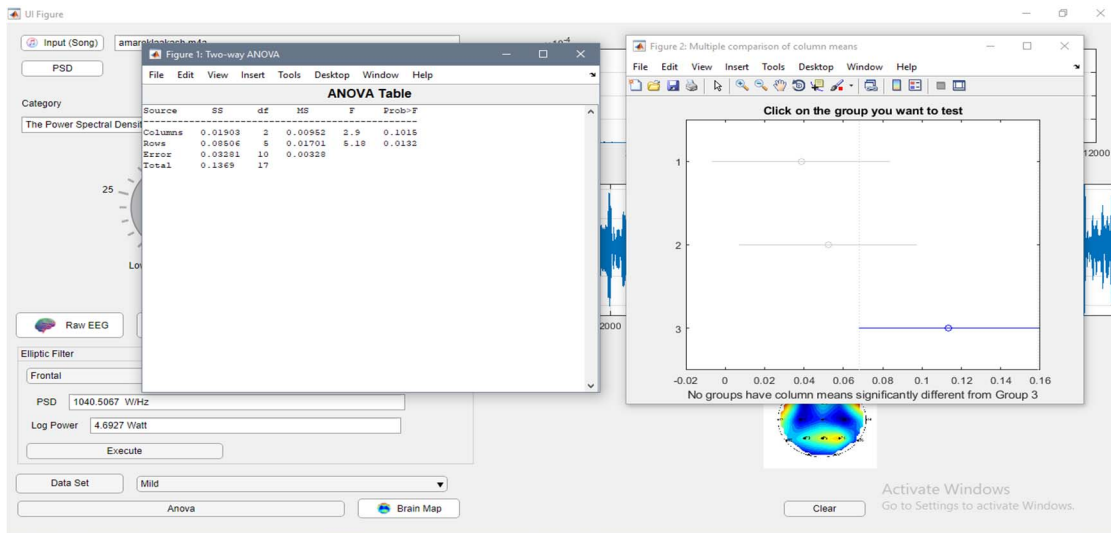 UI Figure
Input (Song)
PSD
Category
The Power Spectral Densit
25
Raw EEG
Elliptic Filter
Frontal
PSD 1040.5067 W/Hz
Log Power 4.6927 Watt
Execute
Data Set Mild
Anova Brain Map
Figure 1: Two-way ANOVA
File Edit View Insert Tools Desktop Window Help
ANOVA Table
Source SS df MS F Prob>F
Columns 0.01903 2 0.00952 2.9 0.1015
Rows 0.08506 5 0.01701 5.18 0.0132
Error 0.03281 10 0.00328
Total 0.1369 17
Figure 2: Multiple comparison of column means
File Edit View Insert Tools Desktop Window Help
Click on the group you want to test
1
2
3
-0.02 0 0.02 0.04 0.06 0.08 0.1 0.12 0.14 0.16
No groups have column means significantly different from Group 3
12000
2000
Clear
Activate Windows
Go to Settings to activate Windows.